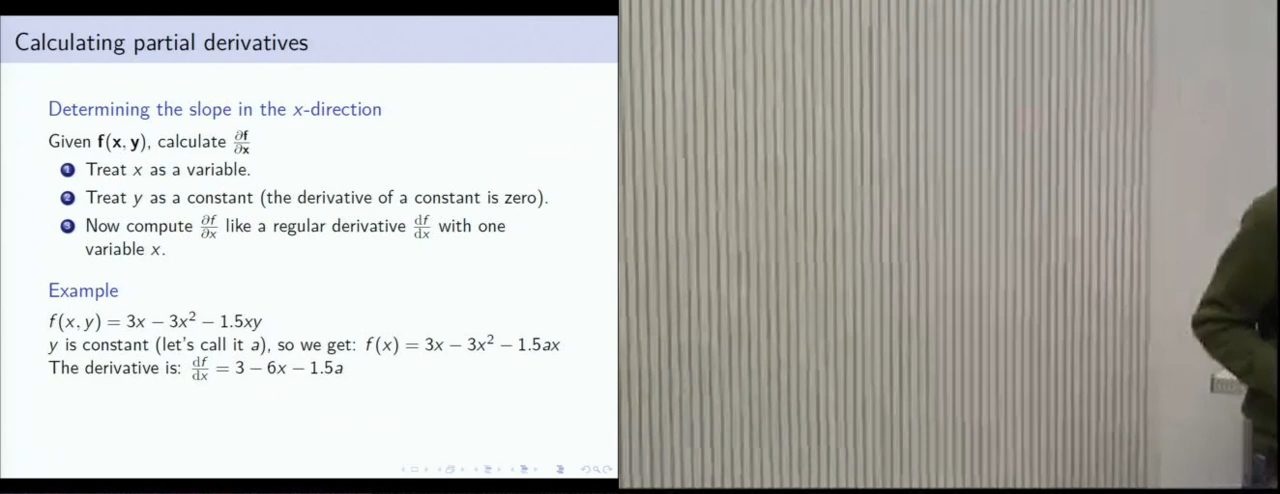 Calculating partial derivatives
Determining the slope in the x-direction
Given f(x, y), calculate ∂f/∂x
1 Treat x as a variable.
2 Treat y as a constant (the derivative of a constant is zero).
3 Now compute ∂f/∂x like a regular derivative df/dx with one
variable x.
Example
f(x, y) = 3x − 3x² − 1.5xy
y is constant (let's call it a), so we get: f(x) = 3x − 3x² − 1.5ax
The derivative is: df/dx = 3 − 6x − 1.5a